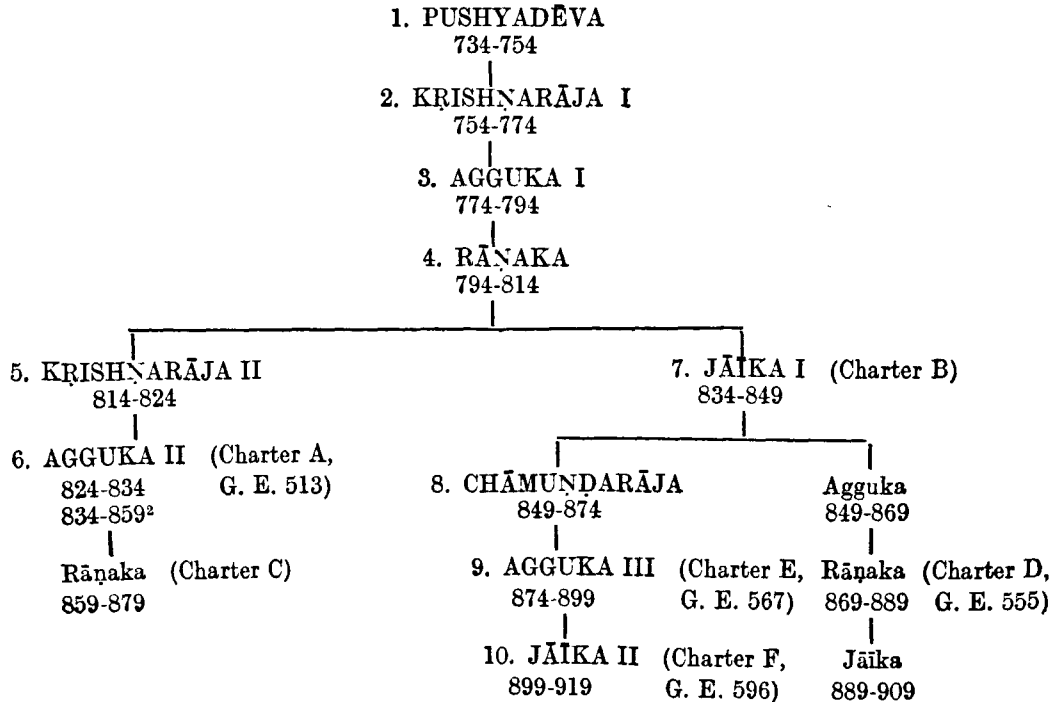 1. PUSHYADĒVA
734-754
2. KṚISHṆARĀJA I
754-774
3. AGGUKA I
774-794
4. RĀṆAKA
794-814
5. KṚISHṆARĀJA II 7. JĀĪKA I (Charter B)
814-824 834-849
6. AGGUKA II (Charter A,
824-834 G. E. 513)
834-859²
8. CHĀMUṆḌARĀJA Agguka
849-874 849-869
Rāṇaka (Charter C) 9. AGGUKA III (Charter E, Rāṇaka (Charter D,
859-879 874-899 G. E. 567) 869-889 G. E. 555)
10. JĀĪKA II (Charter F, Jāīka
899-919 G. E. 596) 889-909